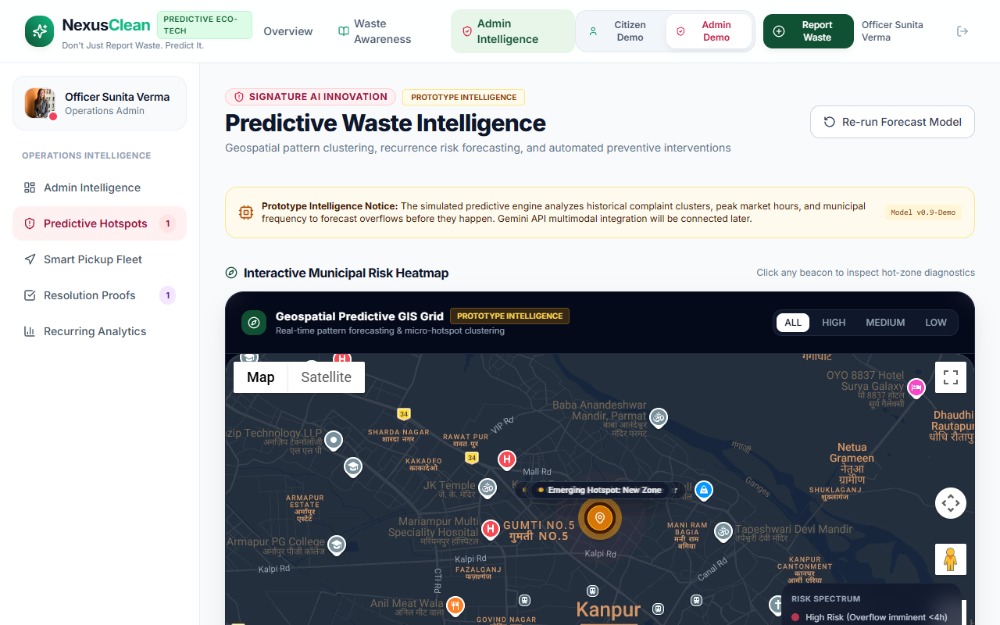 NexusClean
PREDICTIVE ECO-
TECH
Don't Just Report Waste. Predict It.
Overview
Waste
Awareness
Admin
Intelligence
Citizen
Demo
Admin
Demo
Report
Waste
Officer Sunita
Verma
Officer Sunita Verma
Operations Admin
OPERATIONS INTELLIGENCE
Admin Intelligence
Predictive Hotspots
1
Smart Pickup Fleet
Resolution Proofs
1
Recurring Analytics
SIGNATURE AI INNOVATION
PROTOTYPE INTELLIGENCE
Predictive Waste Intelligence
Geospatial pattern clustering, recurrence risk forecasting, and automated preventive interventions
Re-run Forecast Model
Prototype Intelligence Notice: The simulated predictive engine analyzes historical complaint clusters, peak market hours, and municipal
frequency to forecast overflows before they happen. Gemini API multimodal integration will be connected later.
Model v0.9-Demo
Interactive Municipal Risk Heatmap
Click any beacon to inspect hot-zone diagnostics
Geospatial Predictive GIS Grid
PROTOTYPE INTELLIGENCE
Real-time pattern forecasting & micro-hotspot clustering
ALL
HIGH
MEDIUM
LOW
Map
Satellite
H
गंगाघाट
OYO 8837 Hotel
Surya Galaxy
यो 8837 होटल
सूर्य गैलेक्सी
34
Baba Anandeshwar
Mandir, Parmat
बाबा आनंदेश्वर
मंदिर परमट
Dhaudhi
Rautapur
धोधि रौतापु
VIP Rd
SHARDA NAGAR
शारदा नगर
RAWAT PUR
रावत पुर
nzip Technology LLP
अनज़िप टेक्नोलॉजी
एल एल पी
34
KAKADEO
काकादेओ
H
Mall Rd
गंगाजी
Ganges
Netua
Grameen
नेतुआ
ग्रामीण
JK Temple
जे. के. मंदिर
Emerging Hotspot: New Zone
SHUKLAGANJ
शुक्लागंज
ARMAPUR
ESTATE
अर्मापुर
एस्टेट
Mariampur Multi
Speciality Hospital
मरियमपुर हॉस्पिटल
H
GUMTI NO.5
गुमती NO.5
MANI RAM
BAGIA
मनी राम
बगिया
Tapeshwari Devi Mandir
तपेश्वरी देवी मंदिर
Armapur PG College
अर्मापुर पीजी कॉलेज
Kalpi Rd
Kalpi Rd
Kalpi Rd
FAZALGANJ
फज़लगंज
CTI Rd
Canal Rd
KANPUR
CANTONMENT
कानपुर
आर्मी एरिया
Anil Meat Wala
अनिल मीट वाला
Kanpur
GOVIND NAGAR
RISK SPECTRUM
High Risk (Overflow imminent <4h)